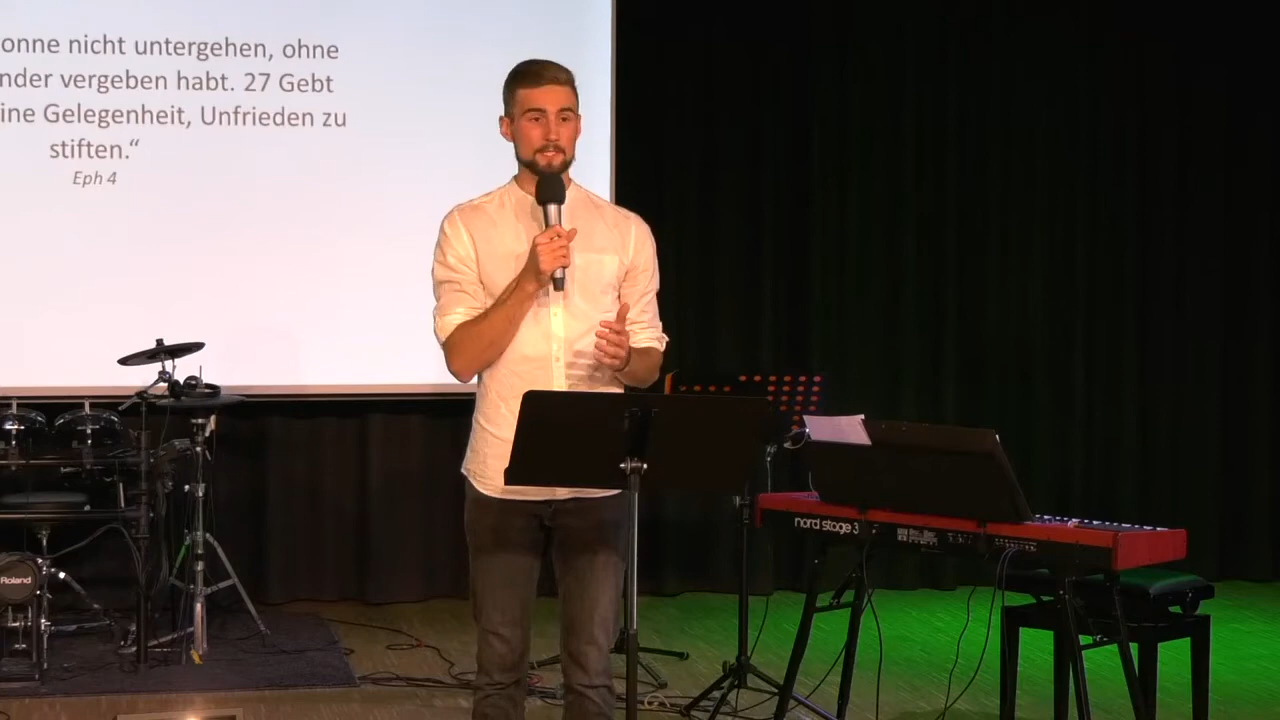 onne nicht untergehen, ohne
nder vergeben habt. 27 Gebt
ine Gelegenheit, Unfrieden zu
stiften.“
Eph 4
nord stage 3
Roland